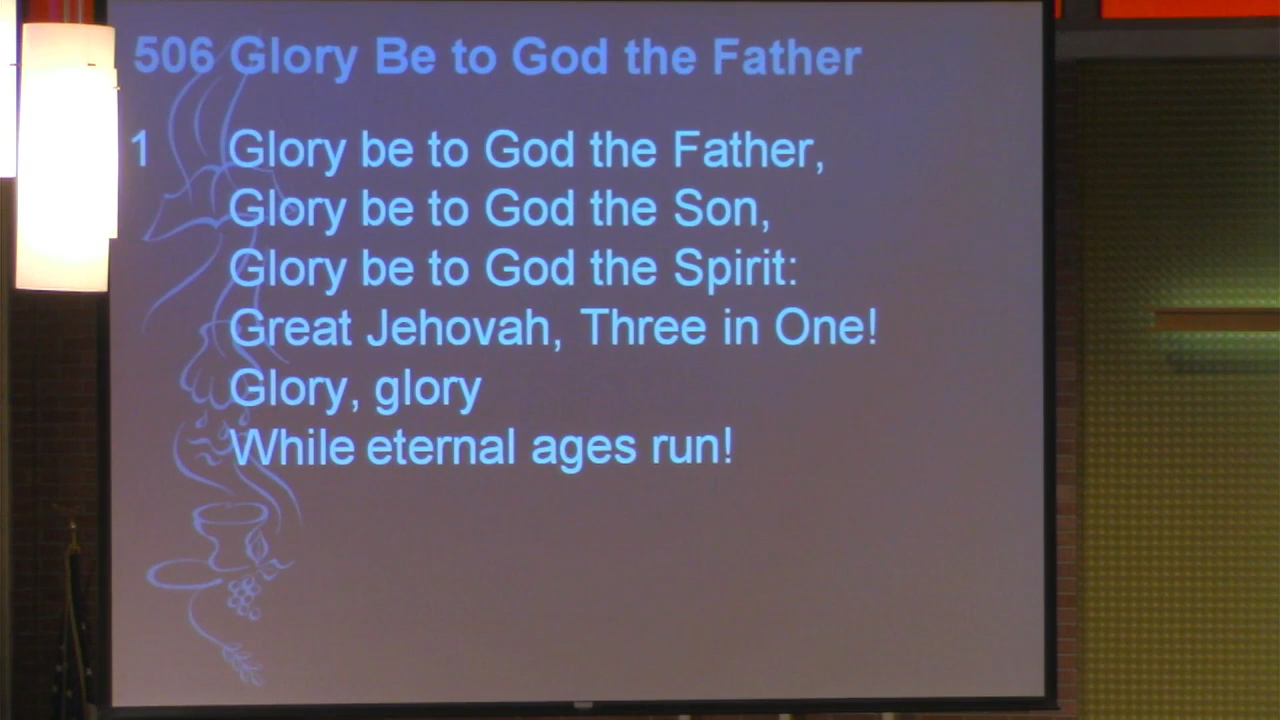 506 Glory Be to God the Father
1 Glory be to God the Father,
Glory be to God the Son,
Glory be to God the Spirit:
Great Jehovah, Three in One!
Glory, glory
While eternal ages run!